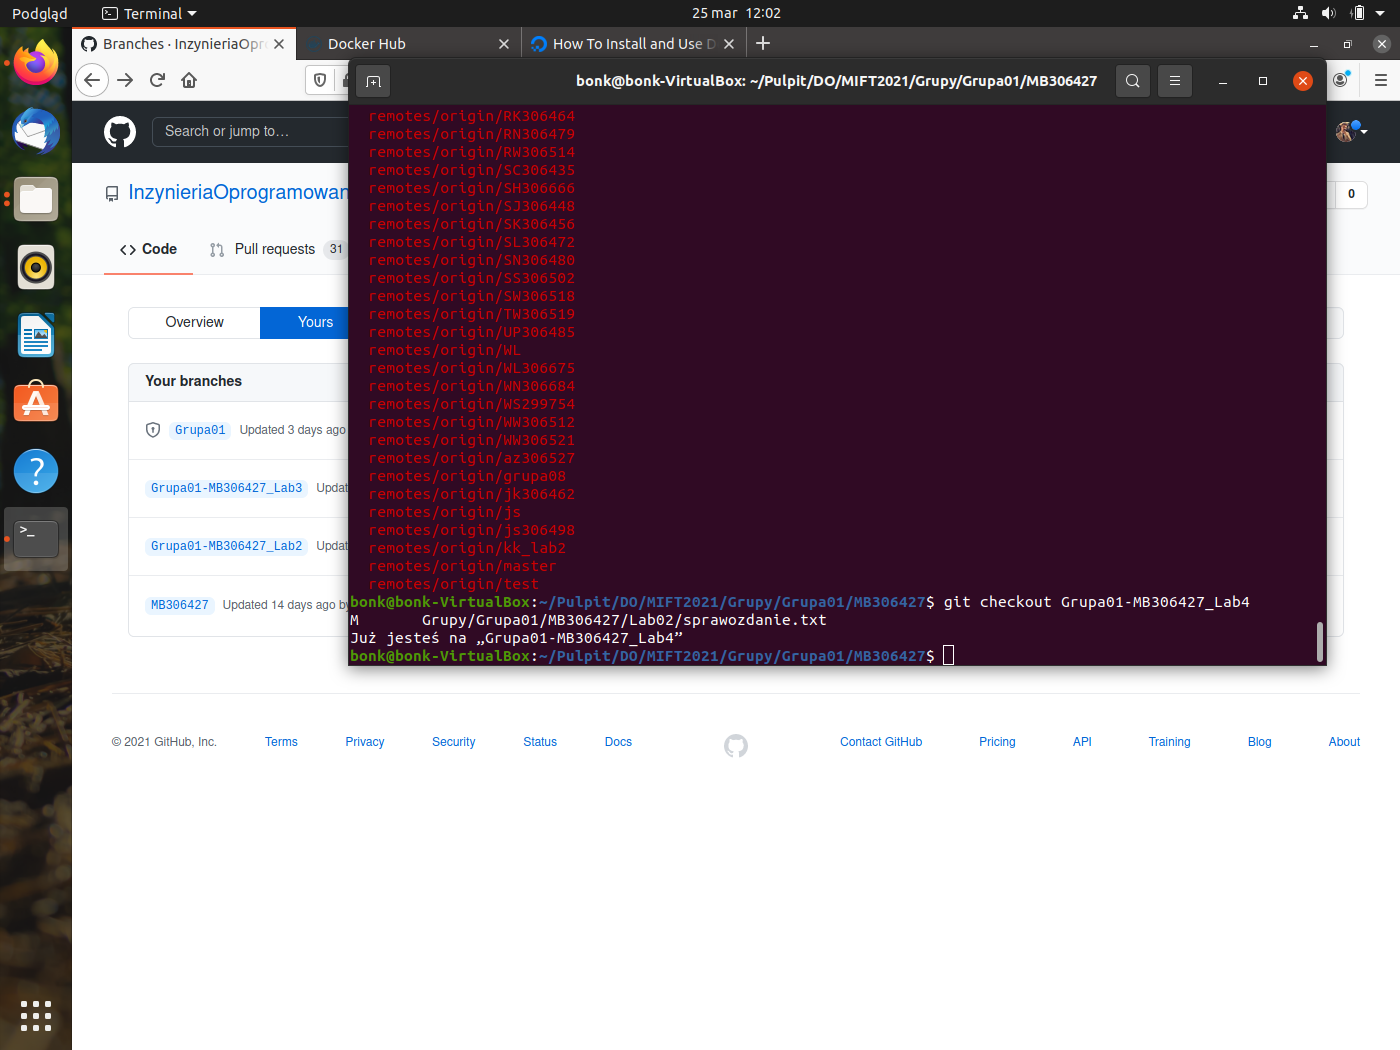 Podgląd
Terminal
25 mar 12:02
Branches · InzynieriaOpr
Docker Hub
How To Install and Use D
bonk@bonk-VirtualBox: ~/Pulpit/DO/MIFT2021/Grupy/Grupa01/MB306427
Search or jump to…
InzynieriaOprogramowan
0
Code
Pull requests 31
Overview
Yours
Your branches
Grupa01 Updated 3 days ago
Grupa01-MB306427_Lab3 Updat
Grupa01-MB306427_Lab2 Updat
MB306427 Updated 14 days ago by
remotes/origin/RK306464
remotes/origin/RN306479
remotes/origin/RW306514
remotes/origin/SC306435
remotes/origin/SH306666
remotes/origin/SJ306448
remotes/origin/SK306456
remotes/origin/SL306472
remotes/origin/SN306480
remotes/origin/SS306502
remotes/origin/SW306518
remotes/origin/TW306519
remotes/origin/UP306485
remotes/origin/WL
remotes/origin/WL306675
remotes/origin/WN306684
remotes/origin/WS299754
remotes/origin/WW306512
remotes/origin/WW306521
remotes/origin/az306527
remotes/origin/grupa08
remotes/origin/jk306462
remotes/origin/js
remotes/origin/js306498
remotes/origin/kk_lab2
remotes/origin/master
remotes/origin/test
bonk@bonk-VirtualBox:~/Pulpit/DO/MIFT2021/Grupy/Grupa01/MB306427$ git checkout Grupa01-MB306427_Lab4
M Grupy/Grupa01/MB306427/Lab02/sprawozdanie.txt
Już jesteś na „Grupa01-MB306427_Lab4”
bonk@bonk-VirtualBox:~/Pulpit/DO/MIFT2021/Grupy/Grupa01/MB306427$
© 2021 GitHub, Inc.
Terms
Privacy
Security
Status
Docs
Contact GitHub
Pricing
API
Training
Blog
About